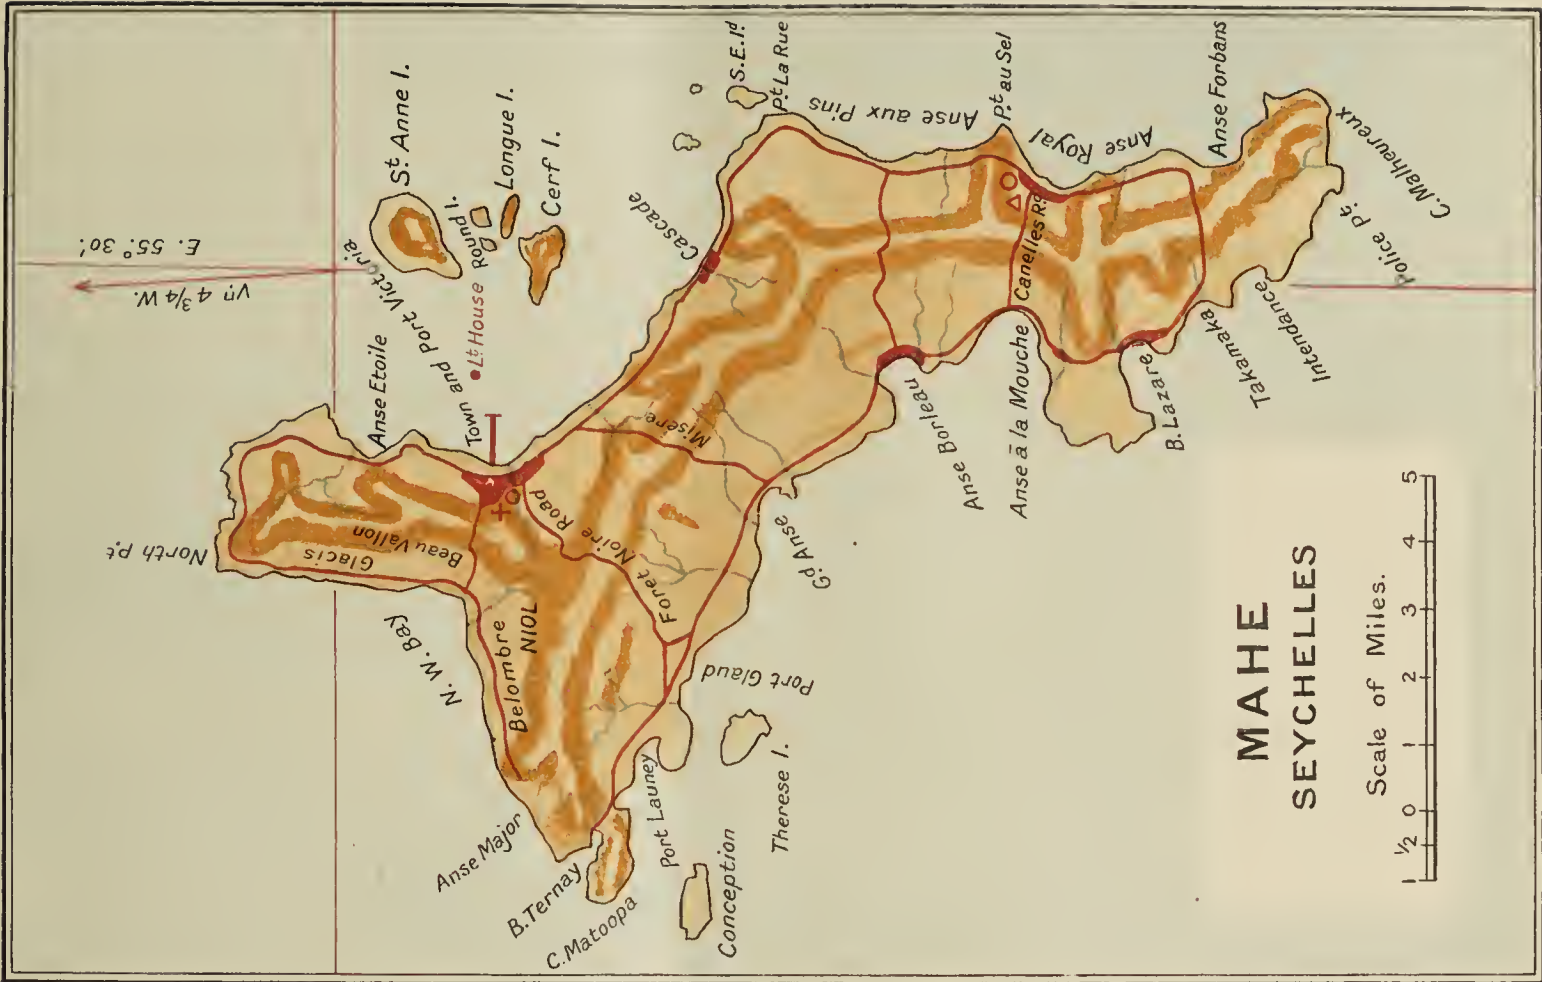 MAHE
SEYCHELLES
Scale of Miles.
1 ½ 0 1 2 3 4 5
E. 55° 30'
Vn 4 3/4 W.
North Pt
Glacis
Beau Vallon
N. W. Bay
Anse Etoile
Town and Port Victoria
Lt House
St Anne I.
Round I.
Longue I.
Cerf I.
Belombre
NIOL
Anse Major
B. Ternay
C. Matoopa
Port Launey
Conception
Therese I.
Port Glaud
Foret Noire Road
Misere
Gd Anse
Cascade
S.E. Id
Pt La Rue
Anse aux Pins
Pt au Sel
Anse Royal
Canelles Rd
Anse Borleau
Anse à la Mouche
B. Lazare
Takamaka
Intendance
Police Pt
C. Malheureux
Anse Forbans